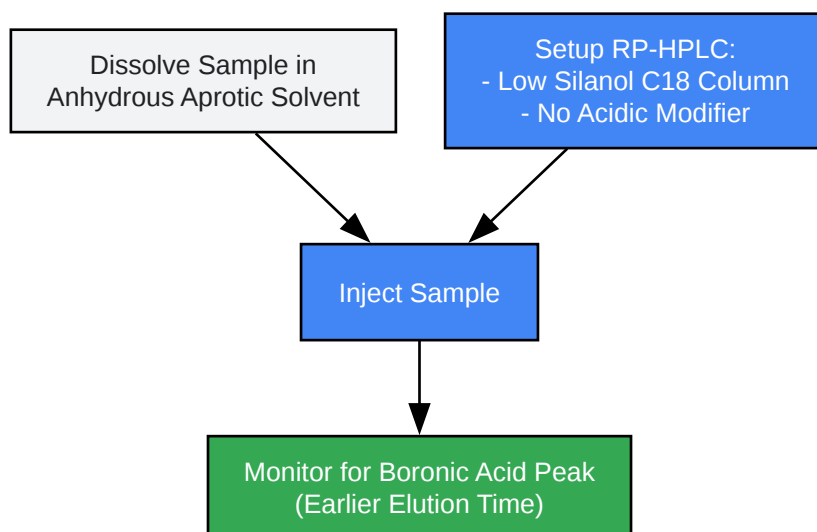 Dissolve Sample in
Anhydrous Aprotic Solvent
Setup RP-HPLC:
- Low Silanol C18 Column
- No Acidic Modifier
Inject Sample
Monitor for Boronic Acid Peak
(Earlier Elution Time)